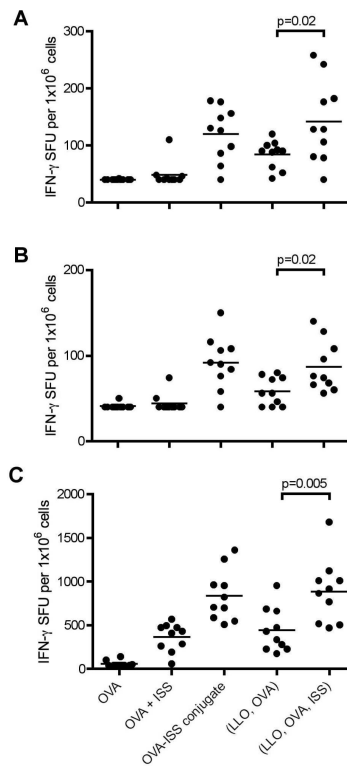 A
p=0.02
300
200
100
0
IFN-γ SFU per 1x10⁶ cells
B
p=0.02
200
100
0
IFN-γ SFU per 1x10⁶ cells
C
p=0.005
2000
1500
1000
500
0
IFN-γ SFU per 1x10⁶ cells
OVA
OVA + ISS
OVA-ISS conjugate
(LLO, OVA)
(LLO, OVA, ISS)